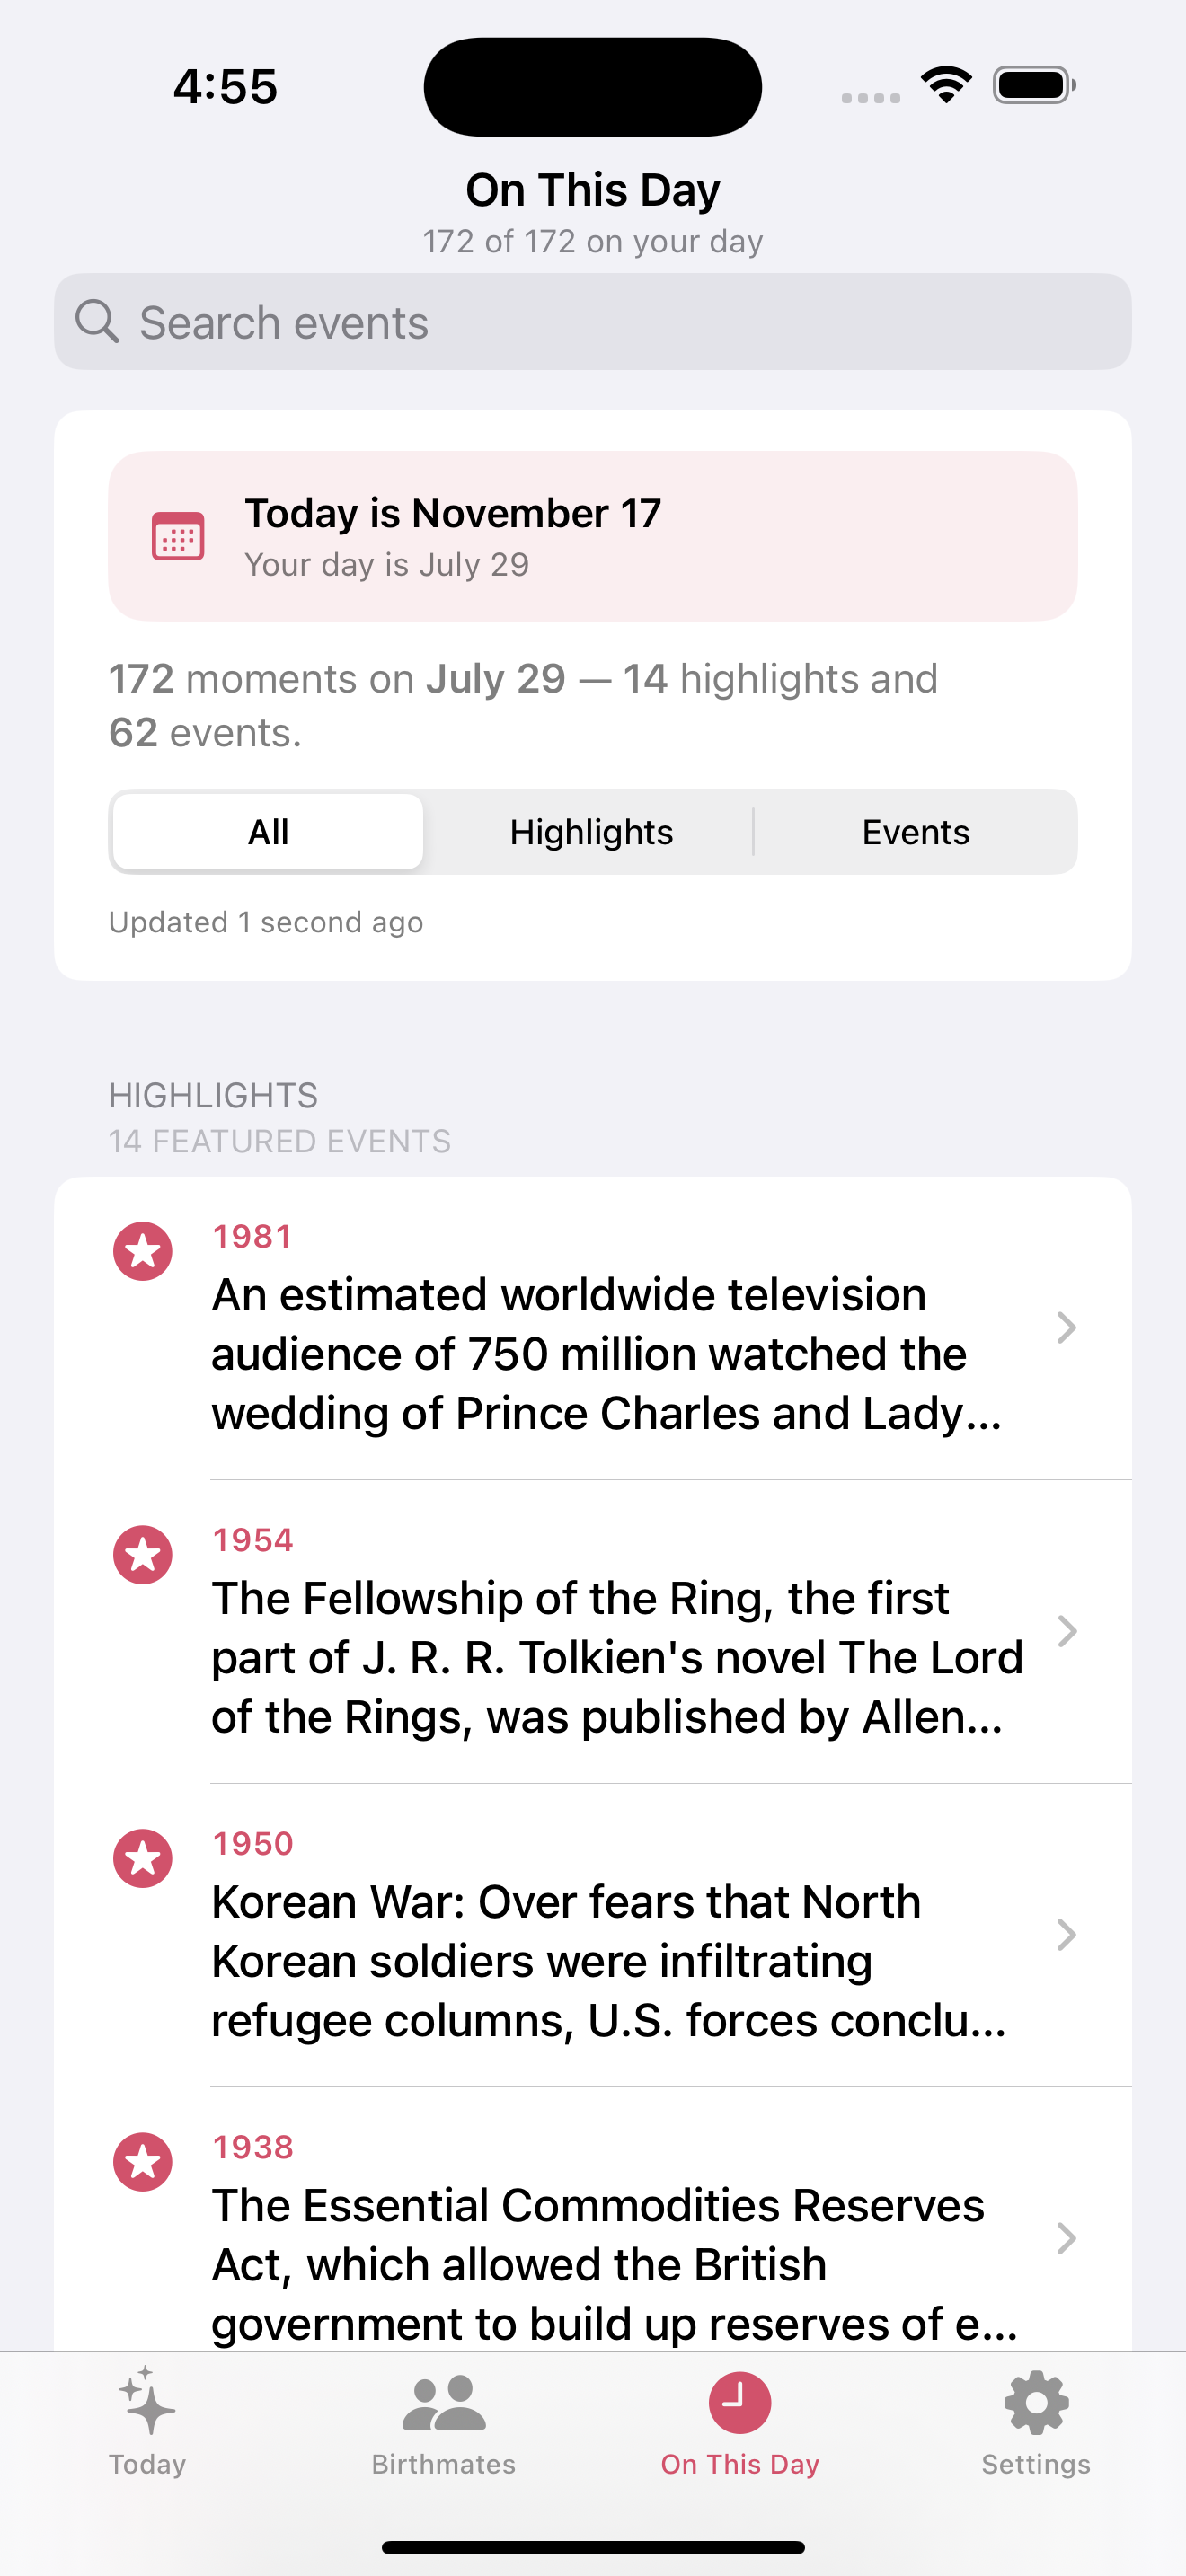 4:55
On This Day
172 of 172 on your day
Search events
Today is November 17
Your day is July 29
172 moments on July 29 — 14 highlights and
62 events.
All
Highlights
Events
Updated 1 second ago
HIGHLIGHTS
14 FEATURED EVENTS
1981
An estimated worldwide television
audience of 750 million watched the
wedding of Prince Charles and Lady...
1954
The Fellowship of the Ring, the first
part of J. R. R. Tolkien's novel The Lord
of the Rings, was published by Allen...
1950
Korean War: Over fears that North
Korean soldiers were infiltrating
refugee columns, U.S. forces conclu...
1938
The Essential Commodities Reserves
Act, which allowed the British
government to build up reserves of e...
Today
Birthmates
On This Day
Settings